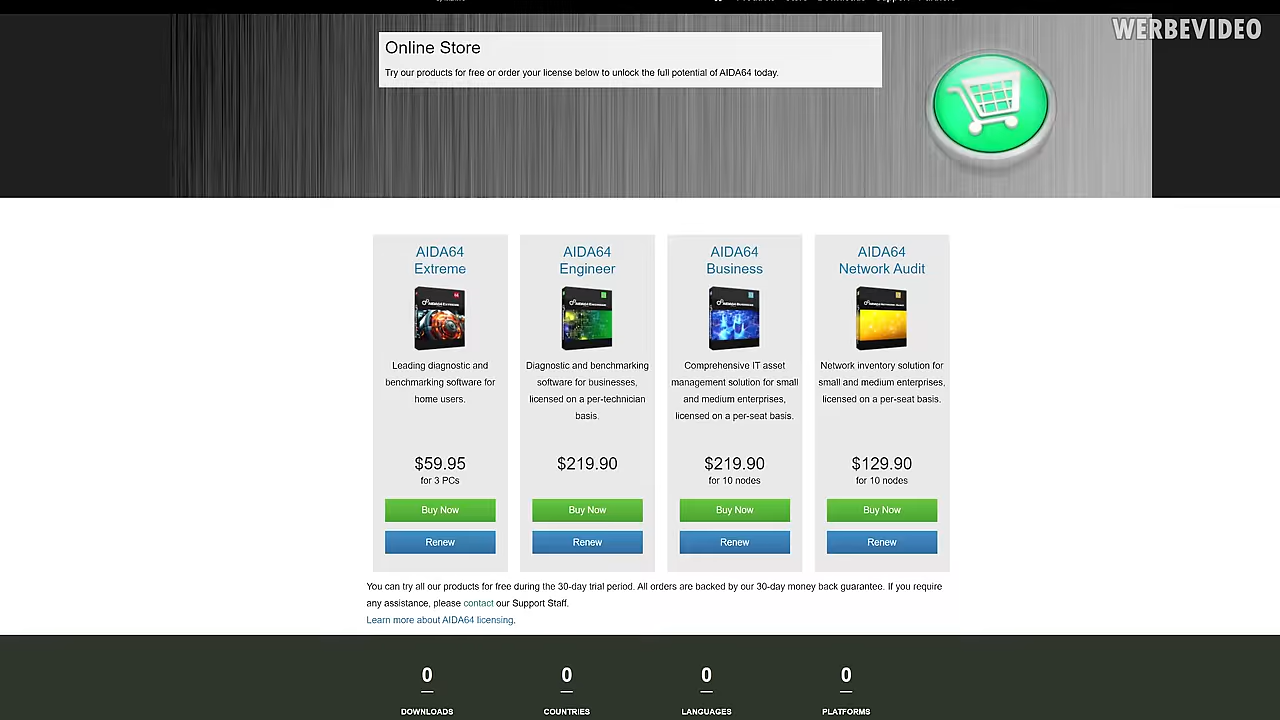 WERBEVIDEO
Online Store
Try our products for free or order your license below to unlock the full potential of AIDA64 today.
AIDA64
Extreme
Leading diagnostic and
benchmarking software for
home users.
$59.95
for 3 PCs
Buy Now
Renew
AIDA64
Engineer
Diagnostic and benchmarking
software for businesses,
licensed on a per-technician
basis.
$219.90
Buy Now
Renew
AIDA64
Business
Comprehensive IT asset
management solution for small
and medium enterprises,
licensed on a per-seat basis.
$219.90
for 10 nodes
Buy Now
Renew
AIDA64
Network Audit
Network inventory solution for
small and medium enterprises,
licensed on a per-seat basis.
$129.90
for 10 nodes
Buy Now
Renew
You can try all our products for free during the 30-day trial period. All orders are backed by our 30-day money back guarantee. If you require
any assistance, please contact our Support Staff.
Learn more about AIDA64 licensing.
0
DOWNLOADS
0
COUNTRIES
0
LANGUAGES
0
PLATFORMS